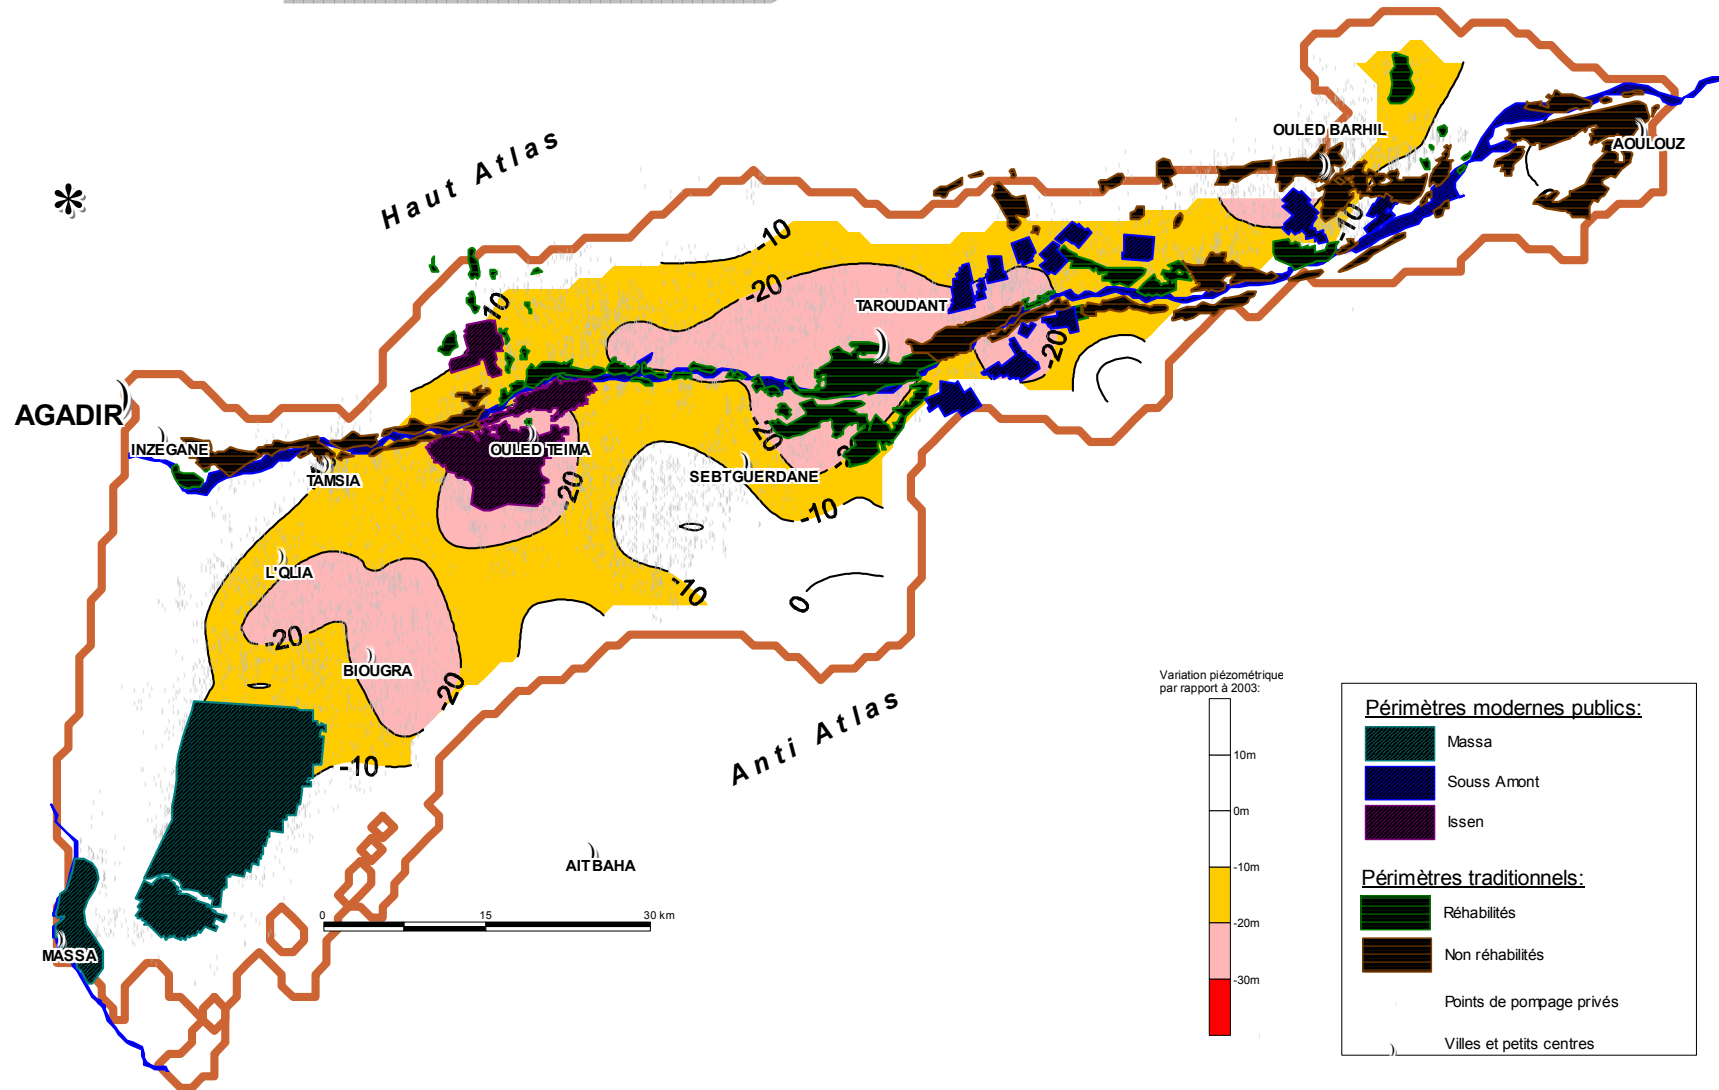 Haut Atlas
OULED BARHIL
AOULOUZ
-10
-10
-20
-10
TAROUDANT
-20
AGADIR
INZEGANE
TAMSIA
OULED TEIMA
-20
-20
SEBTGUERDANE
-10
L'QLIA
-10
0
-20
BIOUGRA
-20
-10
Anti Atlas
AIT BAHA
MASSA
0 15 30 km
Variation piézométrique
par rapport à 2003:
10m
0m
-10m
-20m
-30m
Périmètres modernes publics:
Massa
Souss Amont
Issen
Périmètres traditionnels:
Réhabilités
Non réhabilités
Points de pompage privés
Villes et petits centres